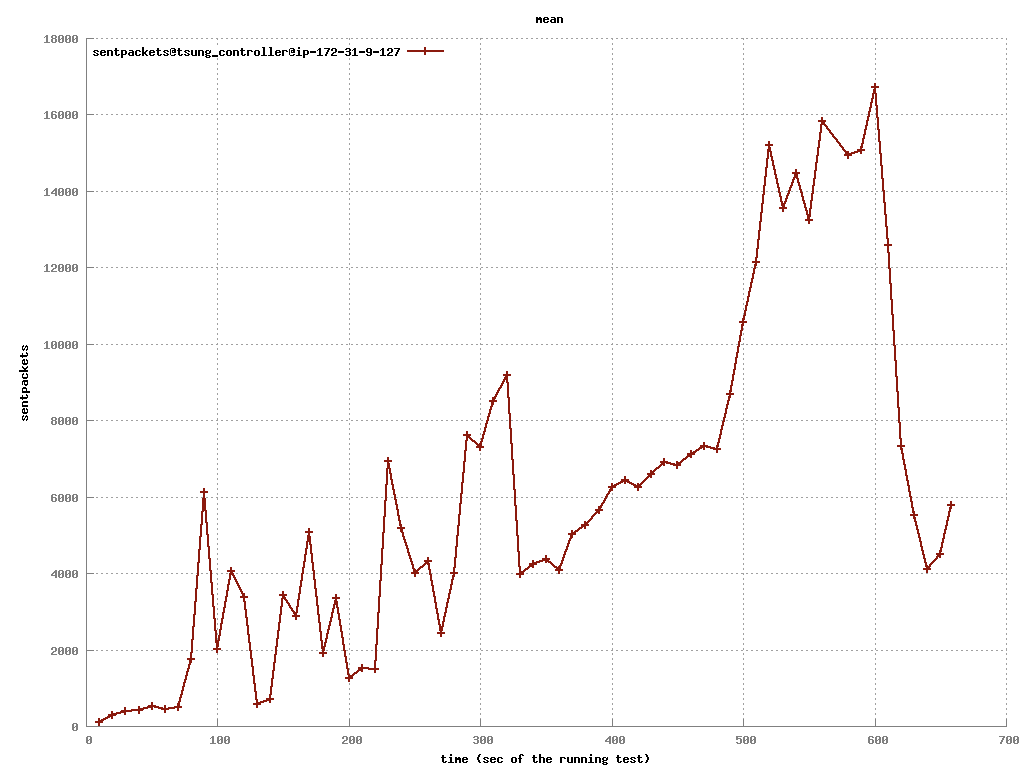 mean
sentpackets@tsung_controller@ip-172-31-9-127
18000
16000
14000
12000
10000
8000
6000
4000
2000
0
sentpackets
0 100 200 300 400 500 600 700
time (sec of the running test)